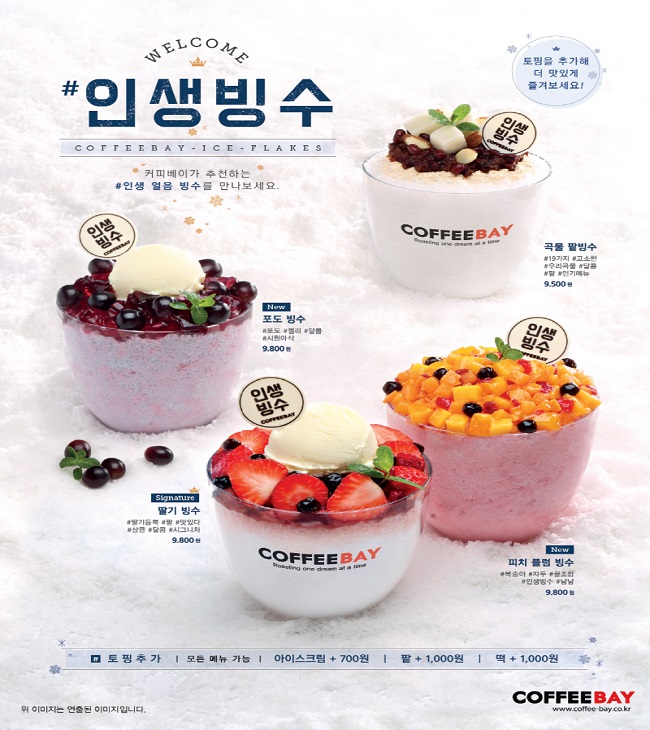 WELCOME
#인생빙수
COFFEEBAY-ICE-FLAKES
커피베이가 추천하는
#인생 얼음 빙수를 만나보세요.
토핑을 추가해
더 맛있게
즐겨보세요!
인생
빙수
COFFEEBAY
COFFEEBAY
Roasting one dream at a time
곡물 팥빙수
#19가지 #고소한
#우리곡물 #달콤
#팥 #인기메뉴
9.500원
인생
빙수
COFFEEBAY
New
포도 빙수
#포도 #젤리 #달콤
#시원아삭
9.800원
인생
빙수
COFFEEBAY
인생
빙수
COFFEEBAY
COFFEEBAY
Roasting one dream at a time
Signature
딸기 빙수
#딸기듬뿍 #팥 #맛있다
#상큼 #달콤 #시그니처
9.800원
New
피치 플럼 빙수
#복숭아 #자두 #쫄조한
#인생빙수 #냠냠
9.800원
토핑추가 | 모든 메뉴 가능 | 아이스크림 + 700원 | 팥 + 1,000원 | 떡 + 1,000원
위 이미지는 연출된 이미지입니다.
COFFEEBAY
www.coffee-bay.co.kr